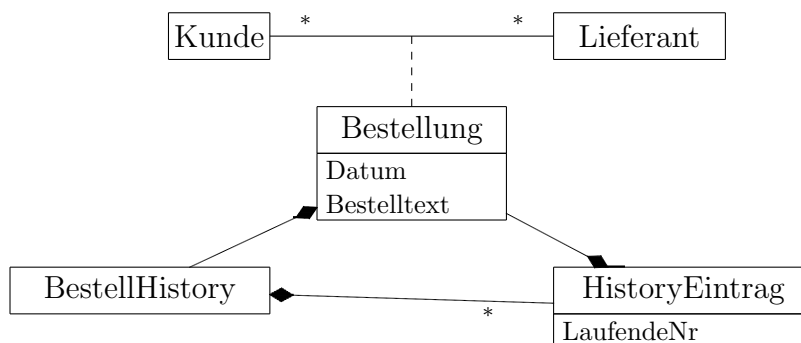 Kunde * * Lieferant
Bestellung
Datum
Bestelltext
BestellHistory HistoryEintrag
*
LaufendeNr